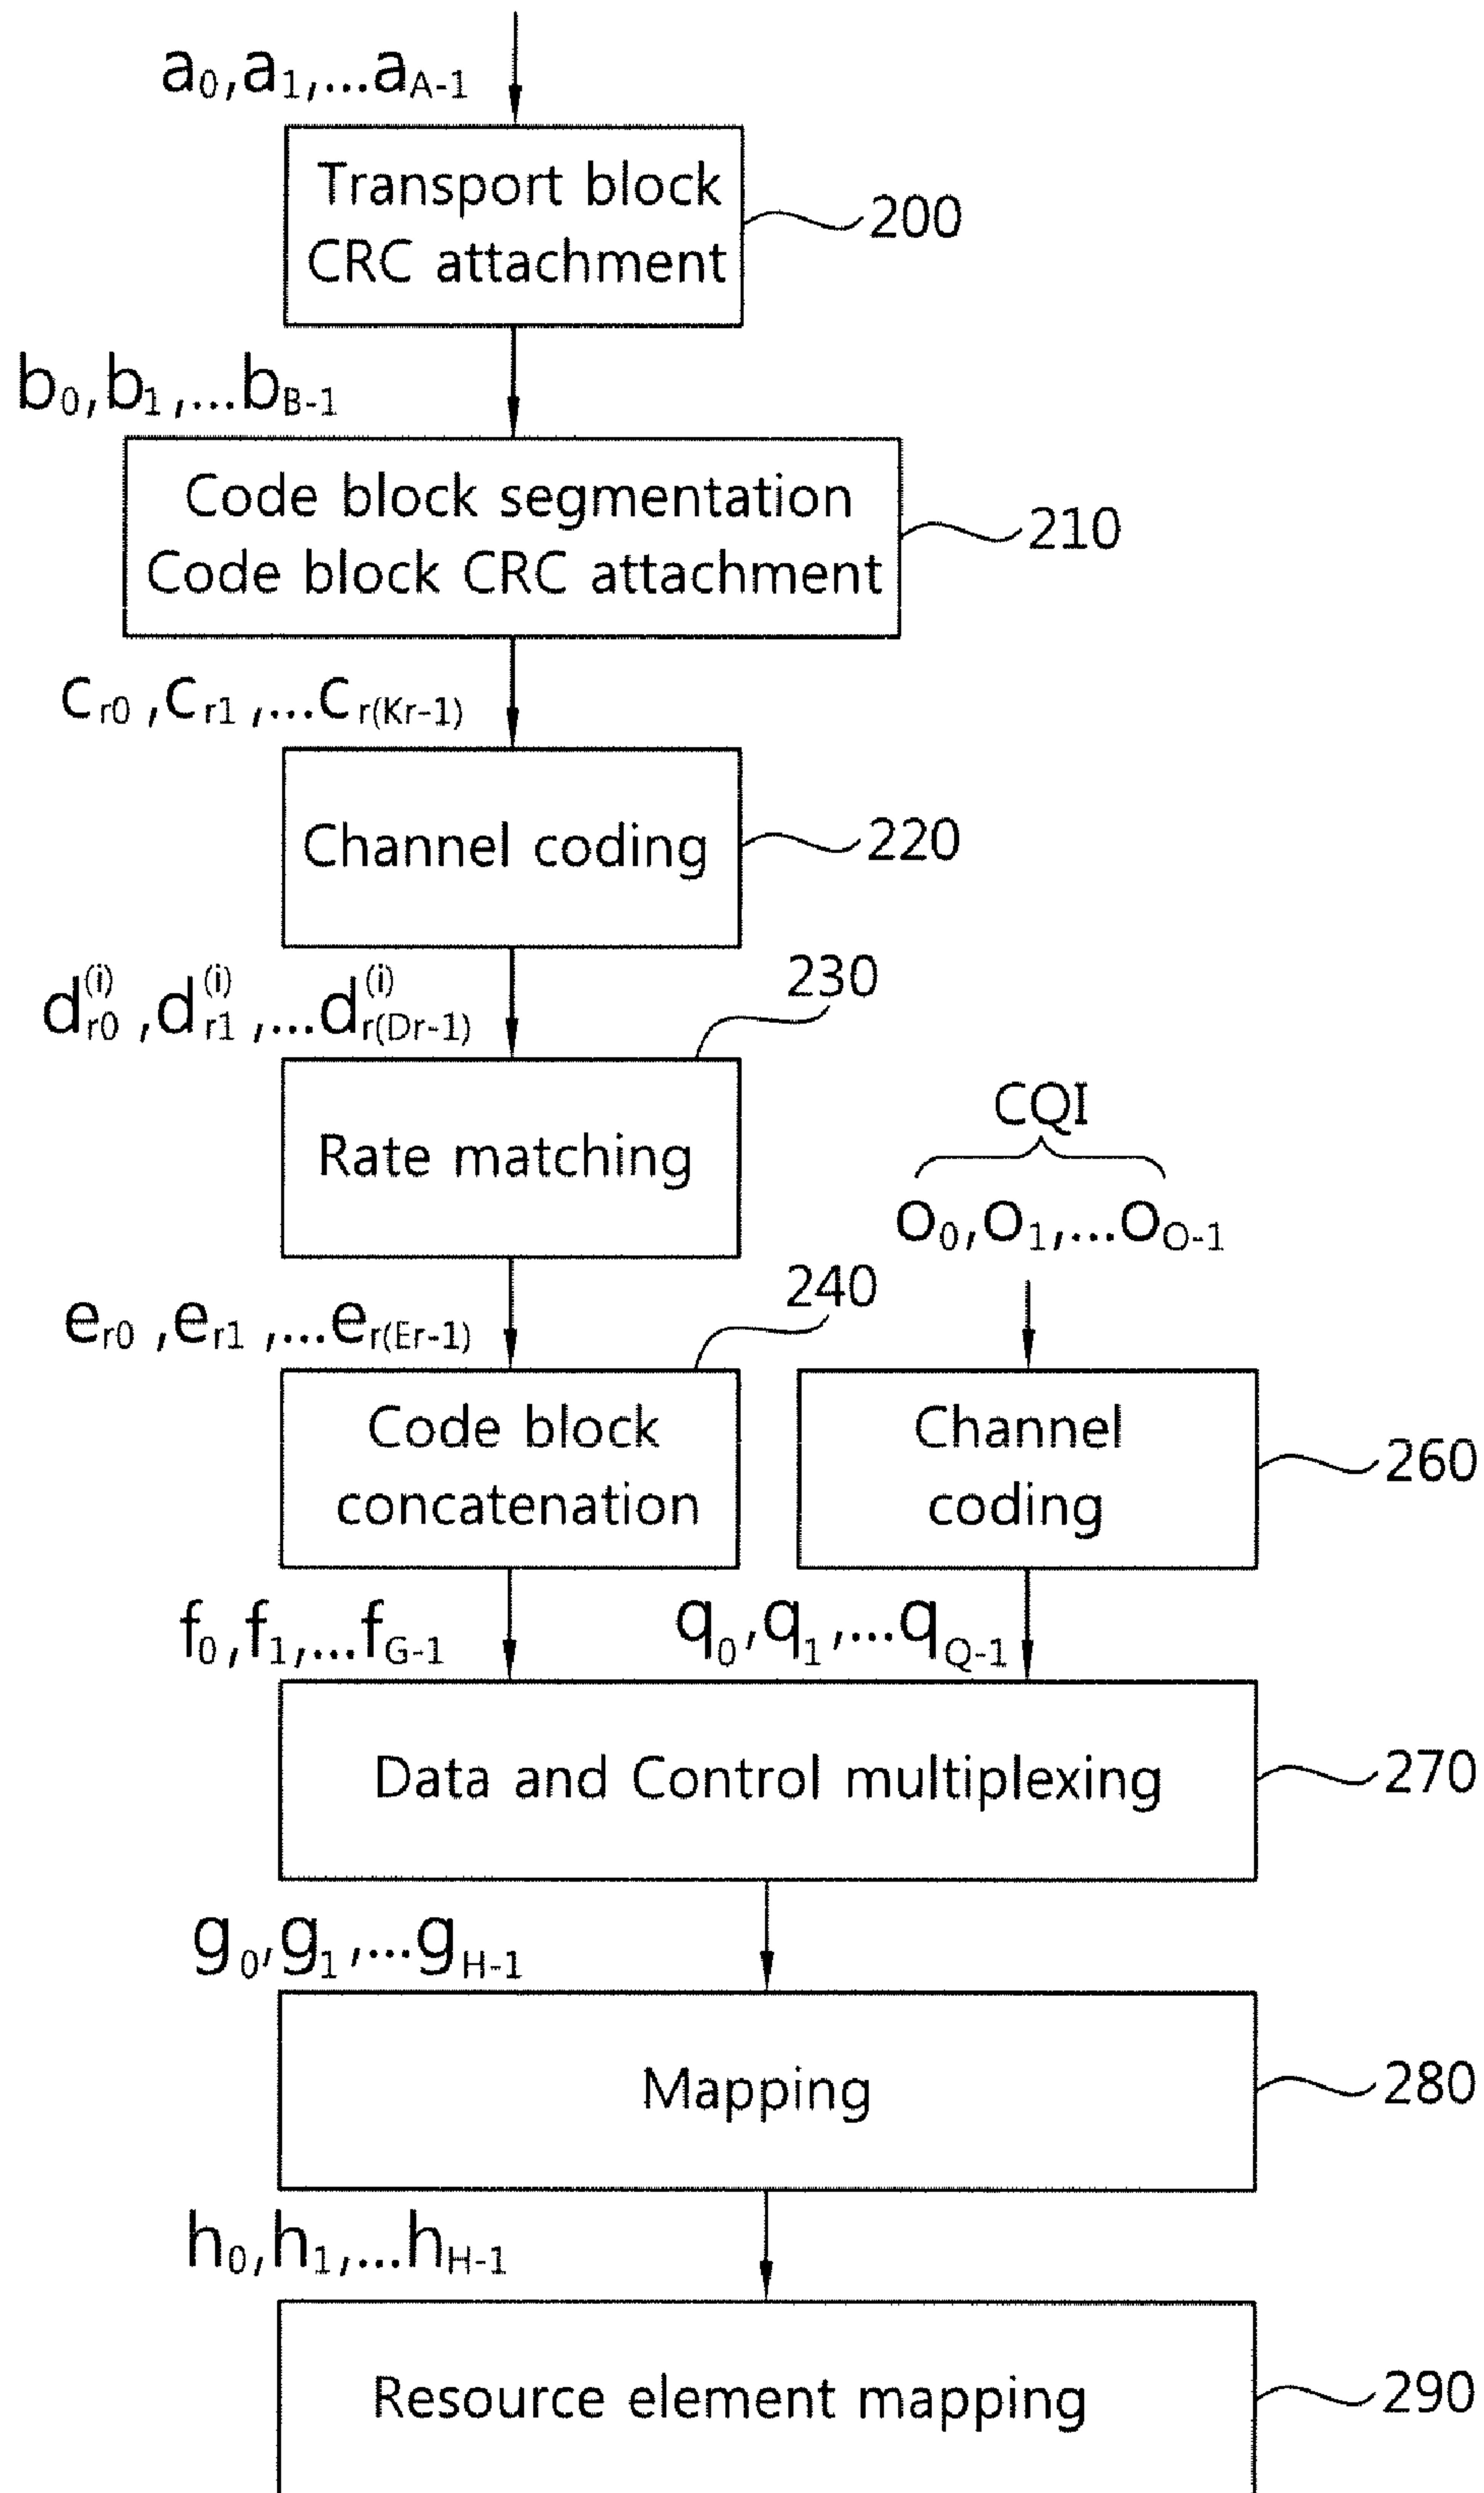 a0,a1,...aA-1
Transport block
CRC attachment
200
b0,b1,...bB-1
Code block segmentation
Code block CRC attachment
210
cr0,cr1,...cr(Kr-1)
Channel coding
220
d(i)r0,d(i)r1,...d(i)r(Dr-1)
230
Rate matching
CQI
o0,o1,...oO-1
er0,er1,...er(Er-1)
240
Code block
concatenation
Channel
coding
260
f0,f1,...fG-1
q0,q1,...qQ-1
Data and Control multiplexing
270
g0,g1,...gH-1
Mapping
280
h0,h1,...hH-1
Resource element mapping
290